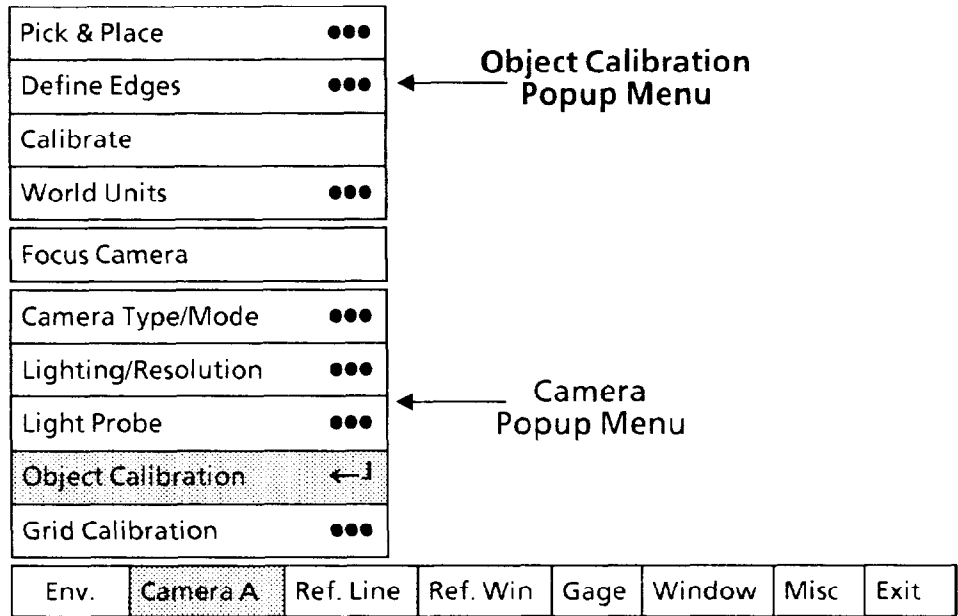 Pick & Place ●●●
Object Calibration
Popup Menu
Define Edges ●●●
Calibrate
World Units ●●●
Focus Camera
Camera Type/Mode ●●●
Lighting/Resolution ●●●
Camera
Popup Menu
Light Probe ●●●
Object Calibration
Grid Calibration ●●●
Env. Camera A Ref. Line Ref. Win Gage Window Misc Exit